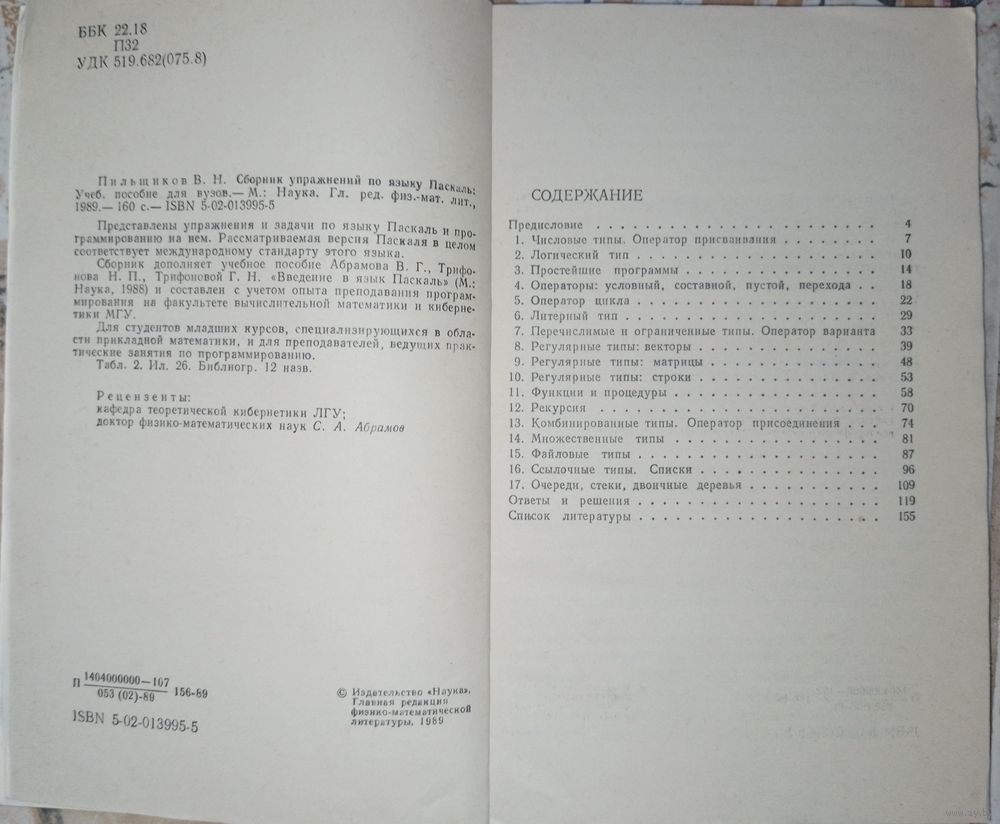 ББК 22.18
П32
УДК 519.682(075.8)
Пильщиков В. Н. Сборник упражнений по языку Паскаль:
Учеб. пособие для вузов.— М.: Наука. Гл. ред. физ.-мат. лит.,
1989.— 160 с.— ISBN 5-02-013995-5
Представлены упражнения и задачи по языку Паскаль и про-
граммированию на нем. Рассматриваемая версия Паскаля в целом
соответствует международному стандарту этого языка.
Сборник дополняет учебное пособие Абрамова В. Г., Трифо-
нова Н. П., Трифоновой Г. Н. «Введение в язык Паскаль» (М.:
Наука, 1988) и составлен с учетом опыта преподавания програм-
мирования на факультете вычислительной математики и киберне-
тики МГУ.
Для студентов младших курсов, специализирующихся в обла-
сти прикладной математики, и для преподавателей, ведущих прак-
тические занятия по программированию.
Табл. 2. Ил. 26. Библиогр. 12 назв.
Рецензенты:
кафедра теоретической кибернетики ЛГУ;
доктор физико-математических наук С. А. Абрамов
П 1404000000—167
053 (02)-89 156-89
ISBN 5-02-013995-5
© Издательство «Наука».
Главная редакция
физико-математической
литературы, 1989
СОДЕРЖАНИЕ
Предисловие . . . . . . . . . . . . . . . . . . . 4
1. Числовые типы. Оператор присваивания . . . . . . . . 7
2. Логический тип . . . . . . . . . . . . . . . . . 10
3. Простейшие программы . . . . . . . . . . . . . . 14
4. Операторы: условный, составной, пустой, перехода . . 18
5. Оператор цикла . . . . . . . . . . . . . . . . . 22
6. Литерный тип . . . . . . . . . . . . . . . . . . 29
7. Перечислимые и ограниченные типы. Оператор варианта 33
8. Регулярные типы: векторы . . . . . . . . . . . . . 39
9. Регулярные типы: матрицы . . . . . . . . . . . . 48
10. Регулярные типы: строки . . . . . . . . . . . . . 53
11. Функции и процедуры . . . . . . . . . . . . . . 58
12. Рекурсия . . . . . . . . . . . . . . . . . . . 70
13. Комбинированные типы. Оператор присоединения . . . 74
14. Множественные типы . . . . . . . . . . . . . . . 81
15. Файловые типы . . . . . . . . . . . . . . . . . 87
16. Ссылочные типы. Списки . . . . . . . . . . . . . 96
17. Очереди, стеки, двоичные деревья . . . . . . . . . . 109
Ответы и решения . . . . . . . . . . . . . . . . . 119
Список литературы . . . . . . . . . . . . . . . . . 155